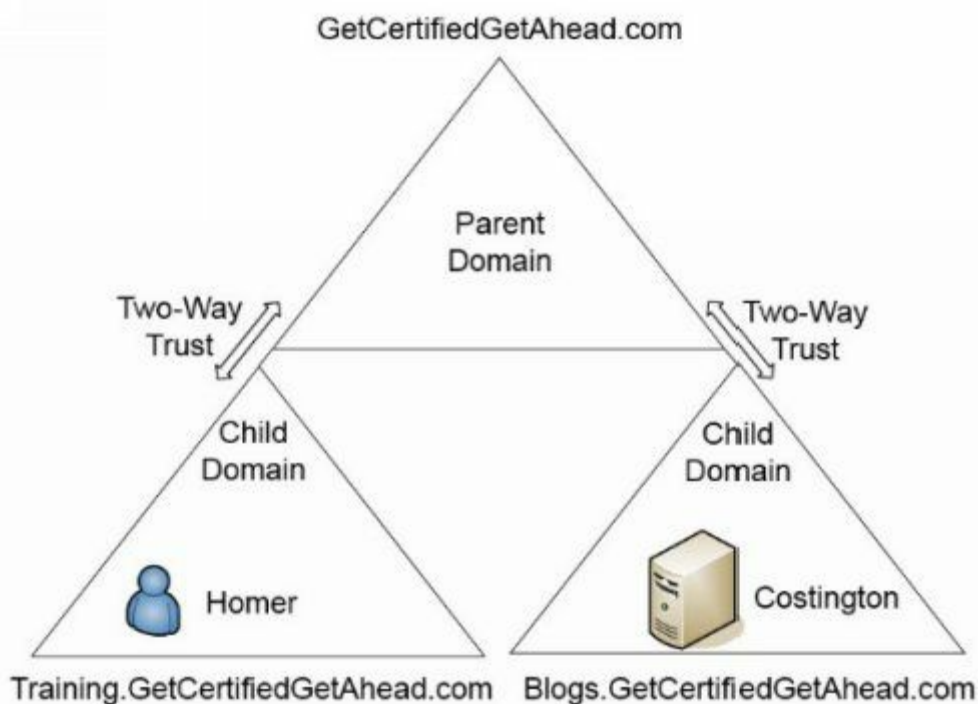 GetCertifiedGetAhead.com
Parent
Domain
Two-Way
Trust
Two-Way
Trust
Child
Domain
Child
Domain
Homer
Costington
Training.GetCertifiedGetAhead.com
Blogs.GetCertifiedGetAhead.com